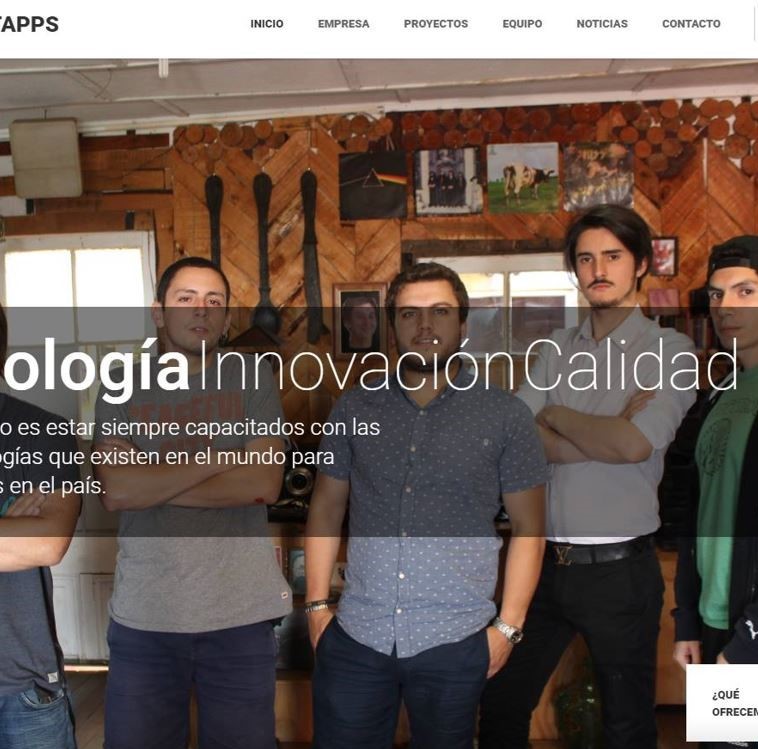 TAPPS
INICIO EMPRESA PROYECTOS EQUIPO NOTICIAS CONTACTO
ologíaInnovaciónCalidad
o es estar siempre capacitados con las
ogías que existen en el mundo para
s en el país.
¿QUÉ
OFRECEM